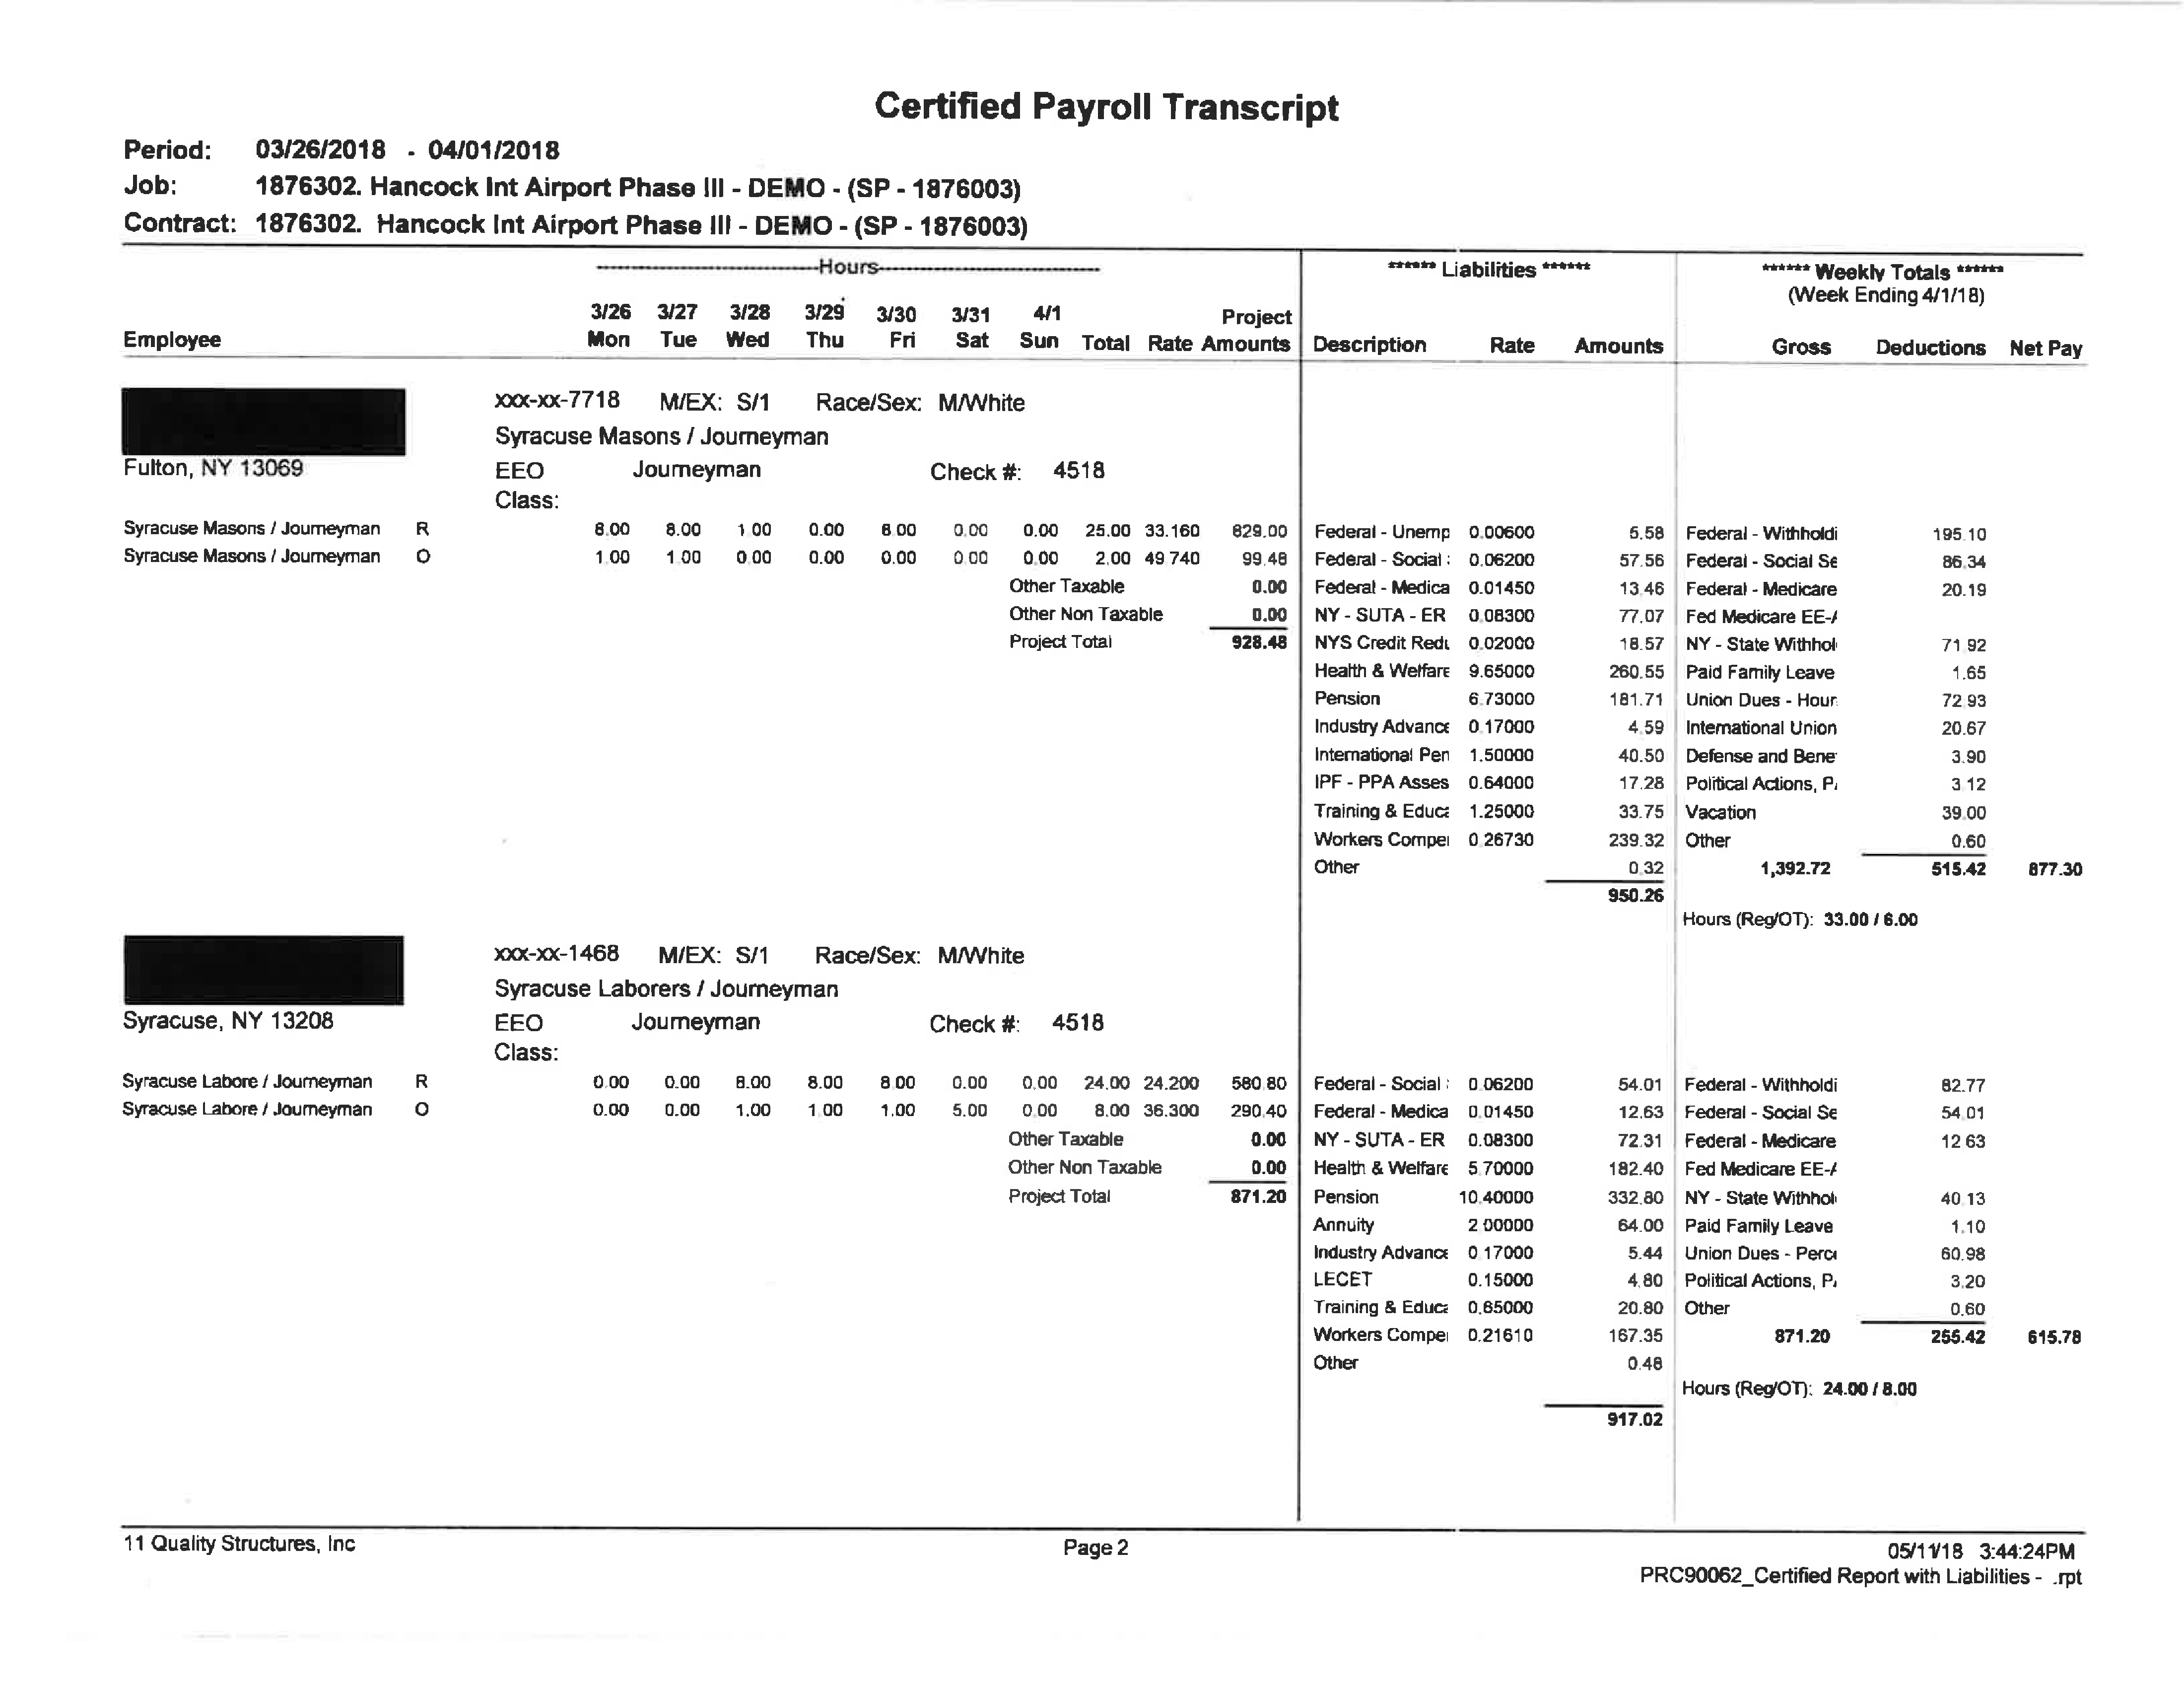 Certified Payroll Transcript
Period: 03/26/2018 - 04/01/2018
Job: 1876302. Hancock Int Airport Phase III - DEMO - (SP - 1876003)
Contract: 1876302. Hancock Int Airport Phase III - DEMO - (SP - 1876003)
Hours ****** Liabilities ****** ****** Weekly Totals ******
(Week Ending 4/1/18)
3/26 3/27 3/28 3/29 3/30 3/31 4/1 Project
Employee Mon Tue Wed Thu Fri Sat Sun Total Rate Amounts Description Rate Amounts Gross Deductions Net Pay
xxx-xx-7718 M/EX: S/1 Race/Sex: M/White
Syracuse Masons / Journeyman
Fulton, NY 13069 EEO Journeyman Check #: 4518
Class:
Syracuse Masons / Journeyman R 8.00 8.00 1.00 0.00 8.00 0.00 0.00 25.00 33.160 829.00 Federal - Unemp 0.00600 5.58 Federal - Withholdi 195.10
Syracuse Masons / Journeyman O 1.00 1.00 0.00 0.00 0.00 0.00 0.00 2.00 49.740 99.48 Federal - Social : 0.06200 57.56 Federal - Social Se 86.34
Other Taxable 0.00 Federal - Medica 0.01450 13.46 Federal - Medicare 20.19
Other Non Taxable 0.00 NY - SUTA - ER 0.08300 77.07 Fed Medicare EE-/
Project Total 928.48 NYS Credit Redu 0.02000 18.57 NY - State Withhol 71.92
Health & Welfare 9.65000 260.55 Paid Family Leave 1.65
Pension 6.73000 181.71 Union Dues - Hour 72.93
Industry Advance 0.17000 4.59 International Union 20.67
International Pen 1.50000 40.50 Defense and Bene 3.90
IPF - PPA Asses 0.64000 17.28 Political Actions, P 3.12
Training & Educa 1.25000 33.75 Vacation 39.00
Workers Compe 0.26730 239.32 Other 0.60
Other 0.32 1,392.72 515.42 877.30
950.26
Hours (Reg/OT): 33.00 / 6.00
xxx-xx-1468 M/EX: S/1 Race/Sex: M/White
Syracuse Laborers / Journeyman
Syracuse, NY 13208 EEO Journeyman Check #: 4518
Class:
Syracuse Labore / Journeyman R 0.00 0.00 8.00 8.00 8.00 0.00 0.00 24.00 24.200 580.80 Federal - Social : 0.06200 54.01 Federal - Withholdi 82.77
Syracuse Labore / Journeyman O 0.00 0.00 1.00 1.00 1.00 5.00 0.00 8.00 36.300 290.40 Federal - Medica 0.01450 12.63 Federal - Social Se 54.01
Other Taxable 0.00 NY - SUTA - ER 0.08300 72.31 Federal - Medicare 12.63
Other Non Taxable 0.00 Health & Welfare 5.70000 182.40 Fed Medicare EE-/
Project Total 871.20 Pension 10.40000 332.80 NY - State Withhol 40.13
Annuity 2.00000 64.00 Paid Family Leave 1.10
Industry Advance 0.17000 5.44 Union Dues - Perc 60.98
LECET 0.15000 4.80 Political Actions, P 3.20
Training & Educa 0.65000 20.80 Other 0.60
Workers Compe 0.21610 167.35 871.20 255.42 615.78
Other 0.48
Hours (Reg/OT): 24.00 / 8.00
917.02
11 Quality Structures, Inc Page 2 05/11/18 3:44:24PM
PRC90062_Certified Report with Liabilities - .rpt